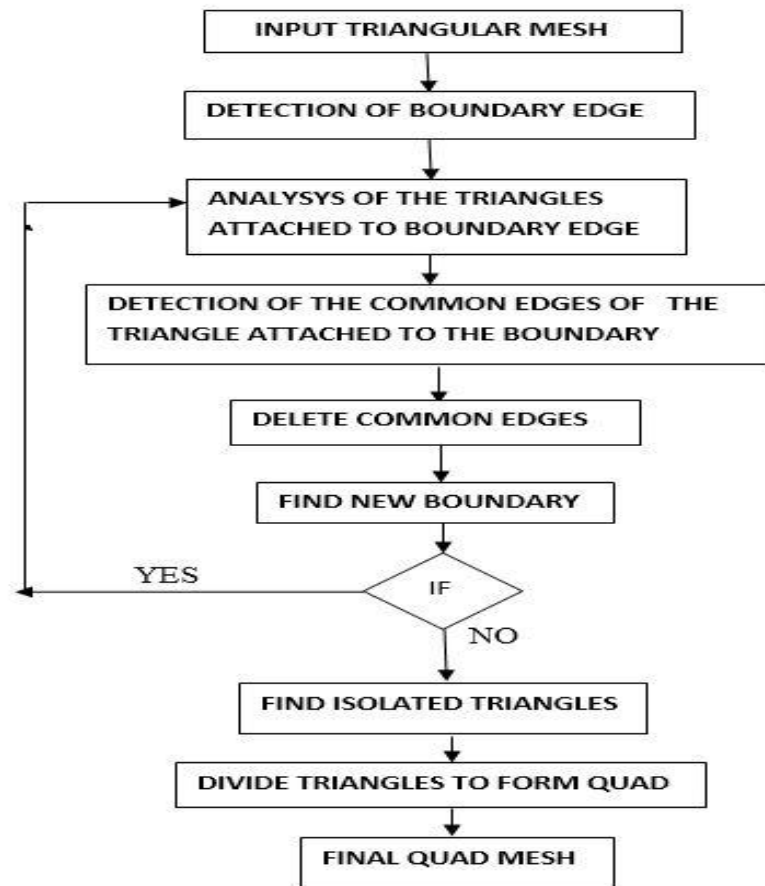 INPUT TRIANGULAR MESH
DETECTION OF BOUNDARY EDGE
ANALYSYS OF THE TRIANGLES
ATTACHED TO BOUNDARY EDGE
DETECTION OF THE COMMON EDGES OF THE
TRIANGLE ATTACHED TO THE BOUNDARY
DELETE COMMON EDGES
FIND NEW BOUNDARY
YES
IF
NO
FIND ISOLATED TRIANGLES
DIVIDE TRIANGLES TO FORM QUAD
FINAL QUAD MESH